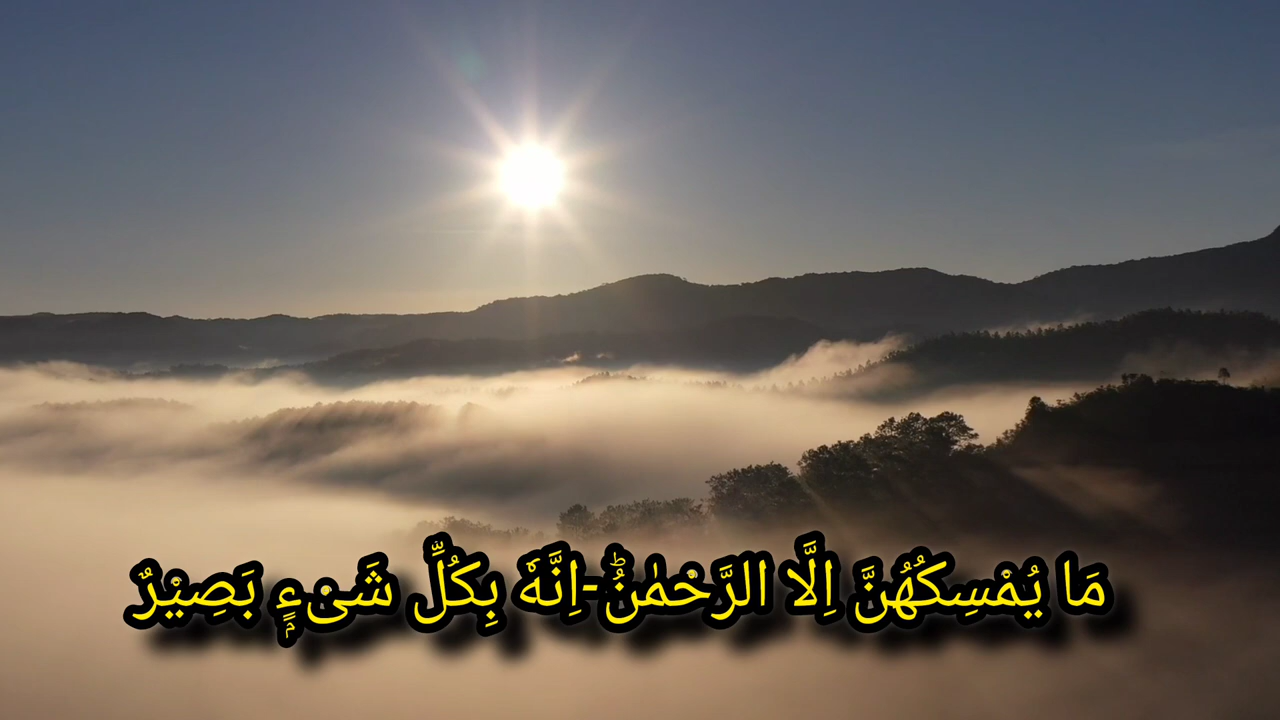 مَا يُمْسِكُهُنَّ اِلَّا الرَّحْمٰنُؕ-اِنَّهٗ بِكُلِّ شَیْءٍۭ بَصِیْرٌ